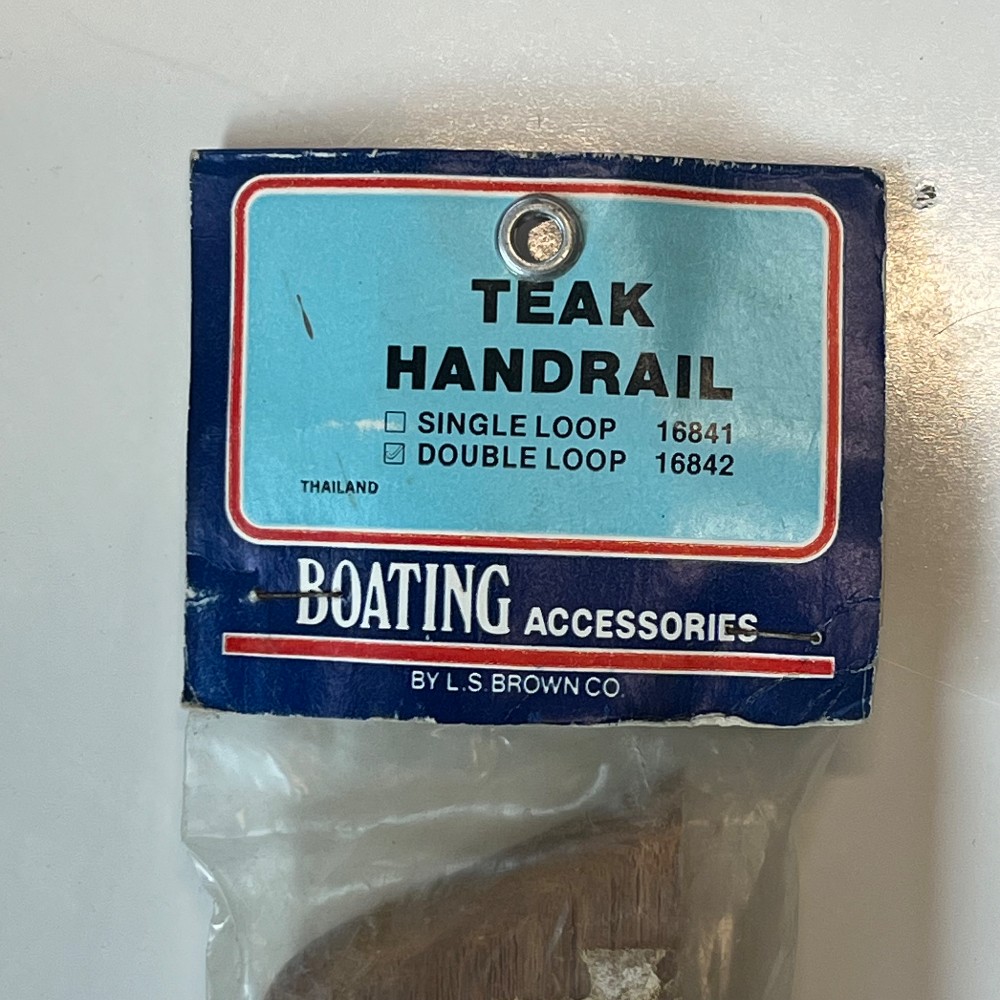 TEAK
HANDRAIL
☐ SINGLE LOOP 16841
☑ DOUBLE LOOP 16842
THAILAND
BOATING ACCESSORIES
BY L.S. BROWN CO.